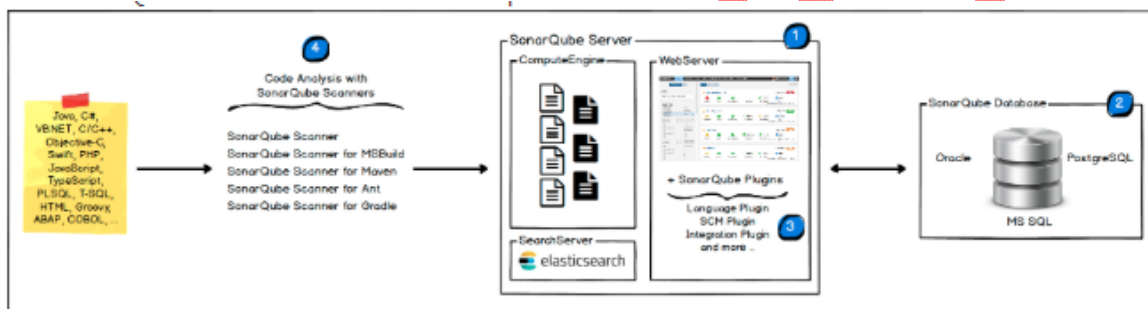 4
Code Analysis with
SonarQube Scanners
Java, C#,
VB.NET, C/C++,
Objective-C,
Swift, PHP,
JavaScript,
TypeScript,
PLSQL, T-SQL,
HTML, Groovy,
ABAP, COBOL, ..
SonarQube Scanner
SonarQube Scanner for MSBuild
SonarQube Scanner for Maven
SonarQube Scanner for Ant
SonarQube Scanner for Gradle
SonarQube Server
1
ComputeEngine
SearchServer
elasticsearch
WebServer
+ SonarQube Plugins
Language Plugin
SCM Plugin
Integration Plugin
and more ..
3
SonarQube Database
2
Oracle
PostgreSQL
MS SQL